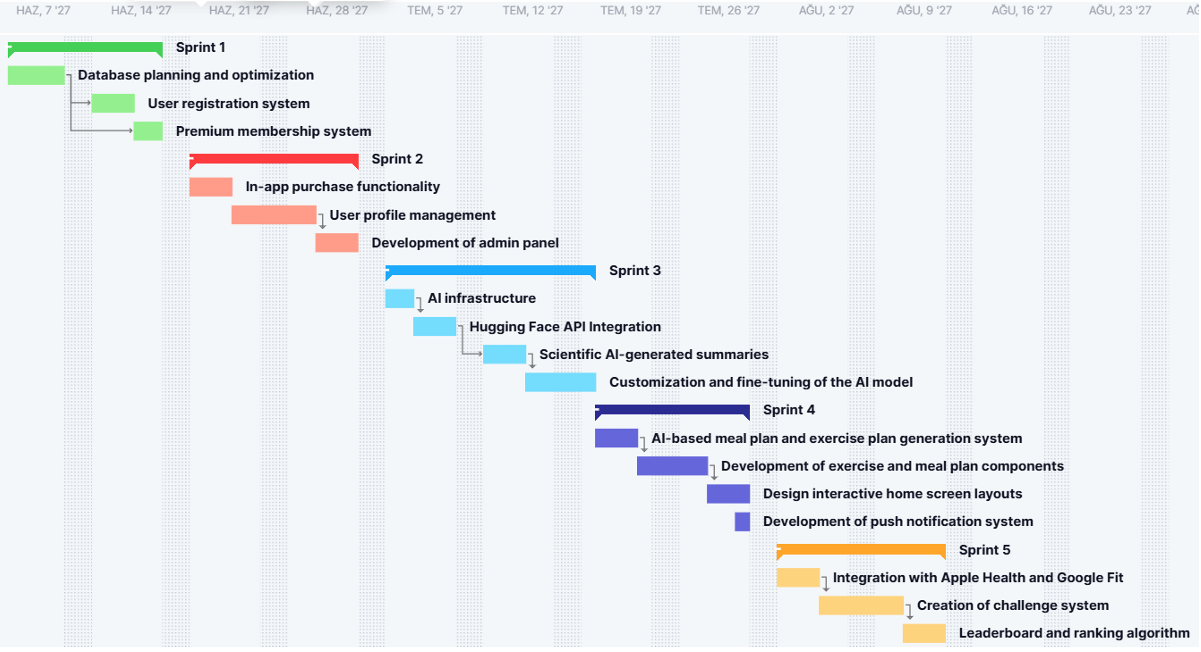 HAZ, 7 '27 HAZ, 14 '27 HAZ, 21 '27 HAZ, 28 '27 TEM, 5 '27 TEM, 12 '27 TEM, 19 '27 TEM, 26 '27 AĞU, 2 '27 AĞU, 9 '27 AĞU, 16 '27 AĞU, 23 '27
Sprint 1
Database planning and optimization
User registration system
Premium membership system
Sprint 2
In-app purchase functionality
User profile management
Development of admin panel
Sprint 3
AI infrastructure
Hugging Face API Integration
Scientific AI-generated summaries
Customization and fine-tuning of the AI model
Sprint 4
AI-based meal plan and exercise plan generation system
Development of exercise and meal plan components
Design interactive home screen layouts
Development of push notification system
Sprint 5
Integration with Apple Health and Google Fit
Creation of challenge system
Leaderboard and ranking algorithm